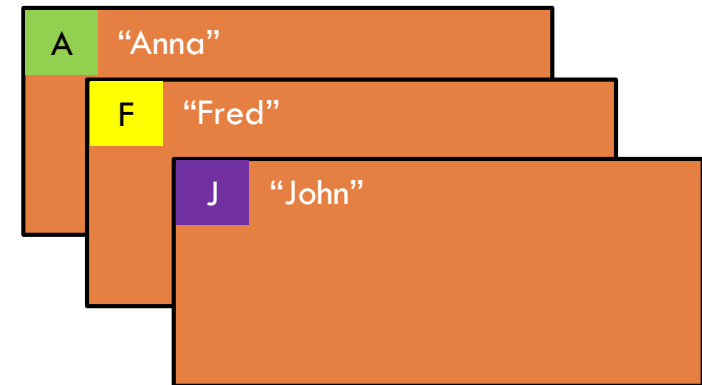 A “Anna”
F “Fred”
J “John”